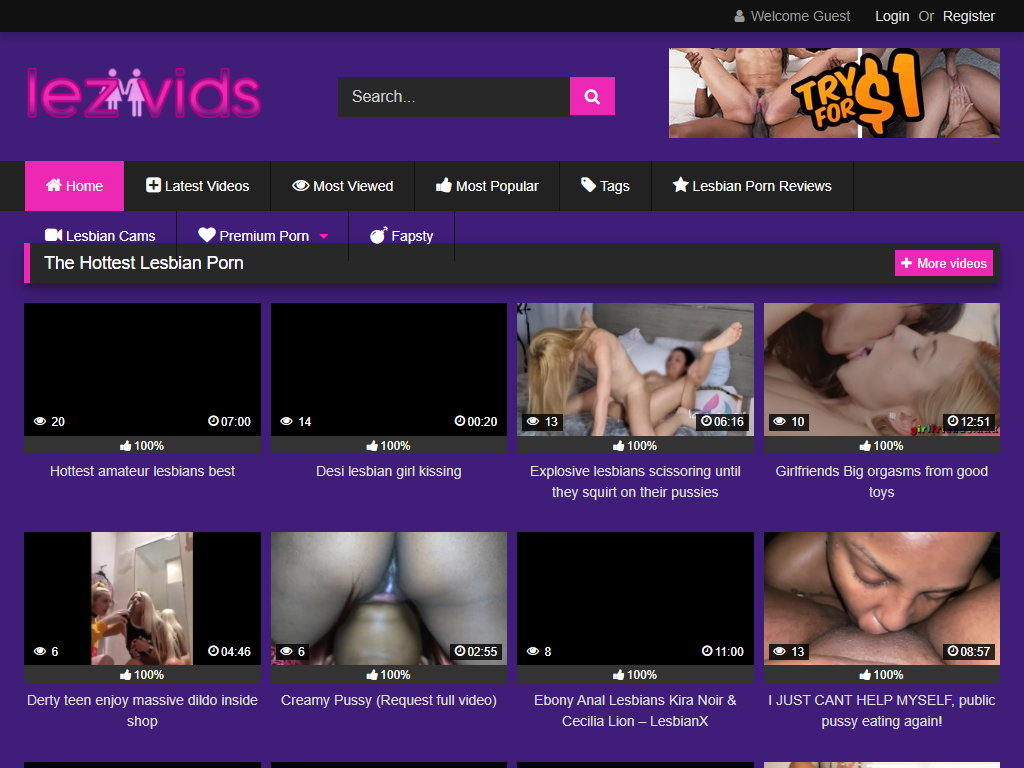 Welcome Guest Login Or Register
lezvids
Search...
TRY
FOR $1
Home Latest Videos Most Viewed Most Popular Tags Lesbian Porn Reviews
Lesbian Cams Premium Porn Fapsty
The Hottest Lesbian Porn More videos
20 07:00 14 00:20 13 06:16 10 12:51
100% 100% 100% 100%
Hottest amateur lesbians best Desi lesbian girl kissing Explosive lesbians scissoring until Girlfriends Big orgasms from good
they squirt on their pussies toys
6 04:46 6 02:55 8 11:00 13 08:57
100% 100% 100% 100%
Derty teen enjoy massive dildo inside Creamy Pussy (Request full video) Ebony Anal Lesbians Kira Noir & I JUST CANT HELP MYSELF, public
shop Cecilia Lion – LesbianX pussy eating again!